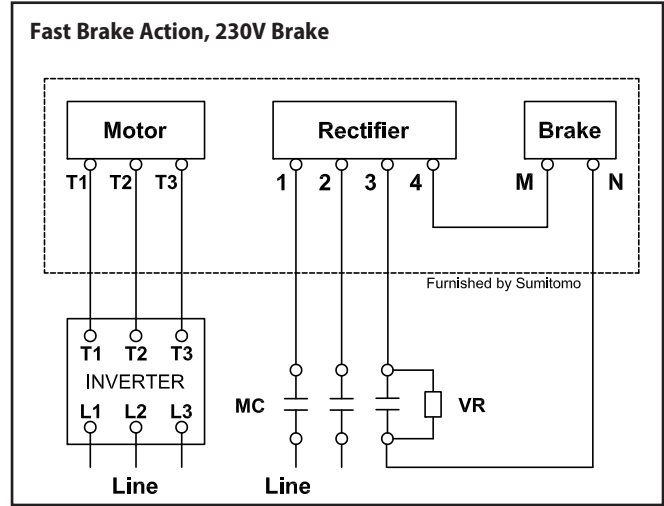 Fast Brake Action, 230V Brake
Motor Rectifier Brake
T1 T2 T3 1 2 3 4 M N
Furnished by Sumitomo
T1 T2 T3
INVERTER
MC VR
L1 L2 L3
Line Line